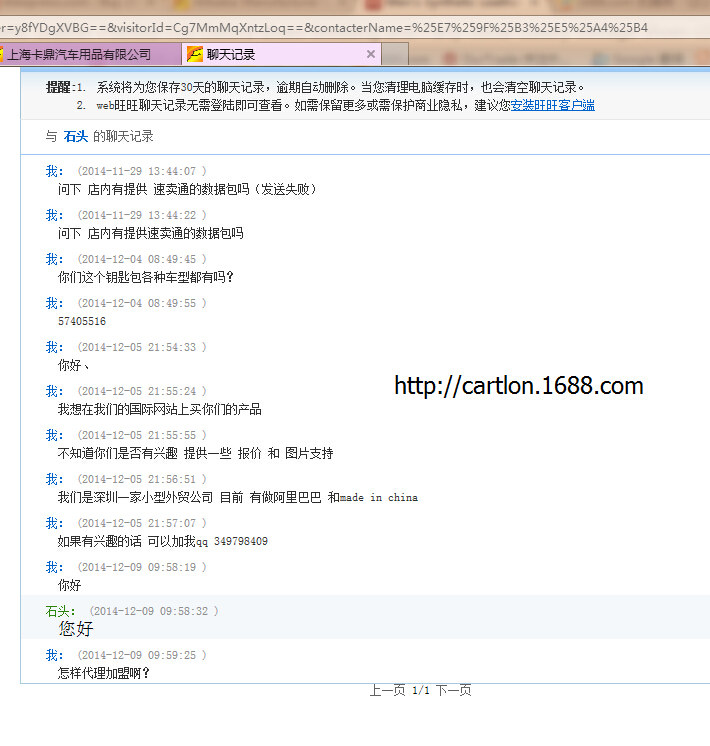 er=y8fYDgXVBG==&visitorId=Cg7MmMqXntzLoq==&contacterName=%25E7%259F%25B3%25E5%25A4%25B4
上海卡鼎汽车用品有限公司
聊天记录
提醒:1. 系统将为您保存30天的聊天记录，逾期自动删除。当您清理电脑缓存时，也会清空聊天记录。
2. web旺旺聊天记录无需登陆即可查看。如需保留更多或需保护商业隐私，建议您安装旺旺客户端
与 石头 的聊天记录
我: (2014-11-29 13:44:07 )
问下 店内有提供 速卖通的数据包吗（发送失败）
我: (2014-11-29 13:44:22 )
问下 店内有提供速卖通的数据包吗
我: (2014-12-04 08:49:45 )
你们这个钥匙包各种车型都有吗?
我: (2014-12-04 08:49:55 )
57405516
我: (2014-12-05 21:54:33 )
你好、
我: (2014-12-05 21:55:24 )
我想在我们的国际网站上买你们的产品
http://cartlon.1688.com
我: (2014-12-05 21:55:55 )
不知道你们是否有兴趣 提供一些 报价 和 图片支持
我: (2014-12-05 21:56:51 )
我们是深圳一家小型外贸公司 目前 有做阿里巴巴 和made in china
我: (2014-12-05 21:57:07 )
如果有兴趣的话 可以加我qq 349798409
我: (2014-12-09 09:58:19 )
你好
石头: (2014-12-09 09:58:32 )
您好
我: (2014-12-09 09:59:25 )
怎样代理加盟啊?
上一页 1/1 下一页